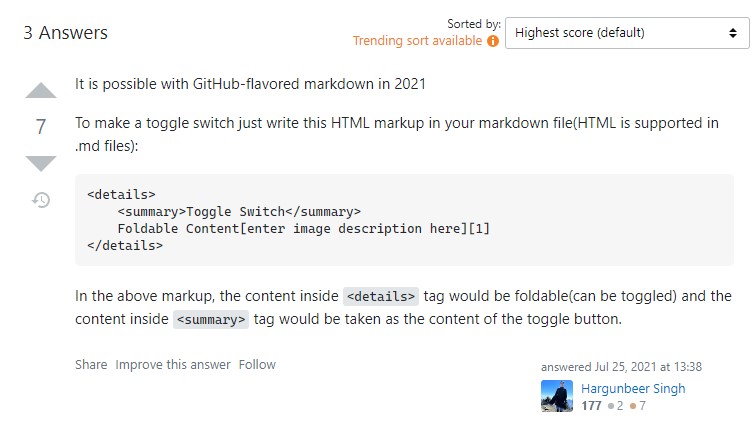 3 Answers
Sorted by:
Trending sort available
Highest score (default)
It is possible with GitHub-flavored markdown in 2021
7
To make a toggle switch just write this HTML markup in your markdown file(HTML is supported in
.md files):
<details>
    <summary>Toggle Switch</summary>
    Foldable Content[enter image description here][1]
</details>
In the above markup, the content inside <details> tag would be foldable(can be toggled) and the
content inside <summary> tag would be taken as the content of the toggle button.
Share Improve this answer Follow
answered Jul 25, 2021 at 13:38
Hargunbeer Singh
177 2 7